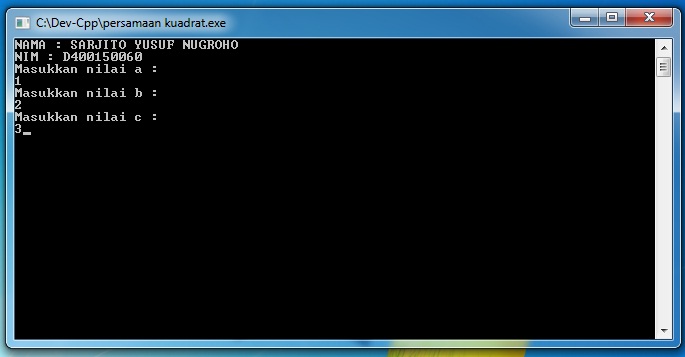 C:\Dev-Cpp\persamaan kuadrat.exe
NAMA : SARJITO YUSUF NUGROHO
NIM : D400150060
Masukkan nilai a :
1
Masukkan nilai b :
2
Masukkan nilai c :
3_